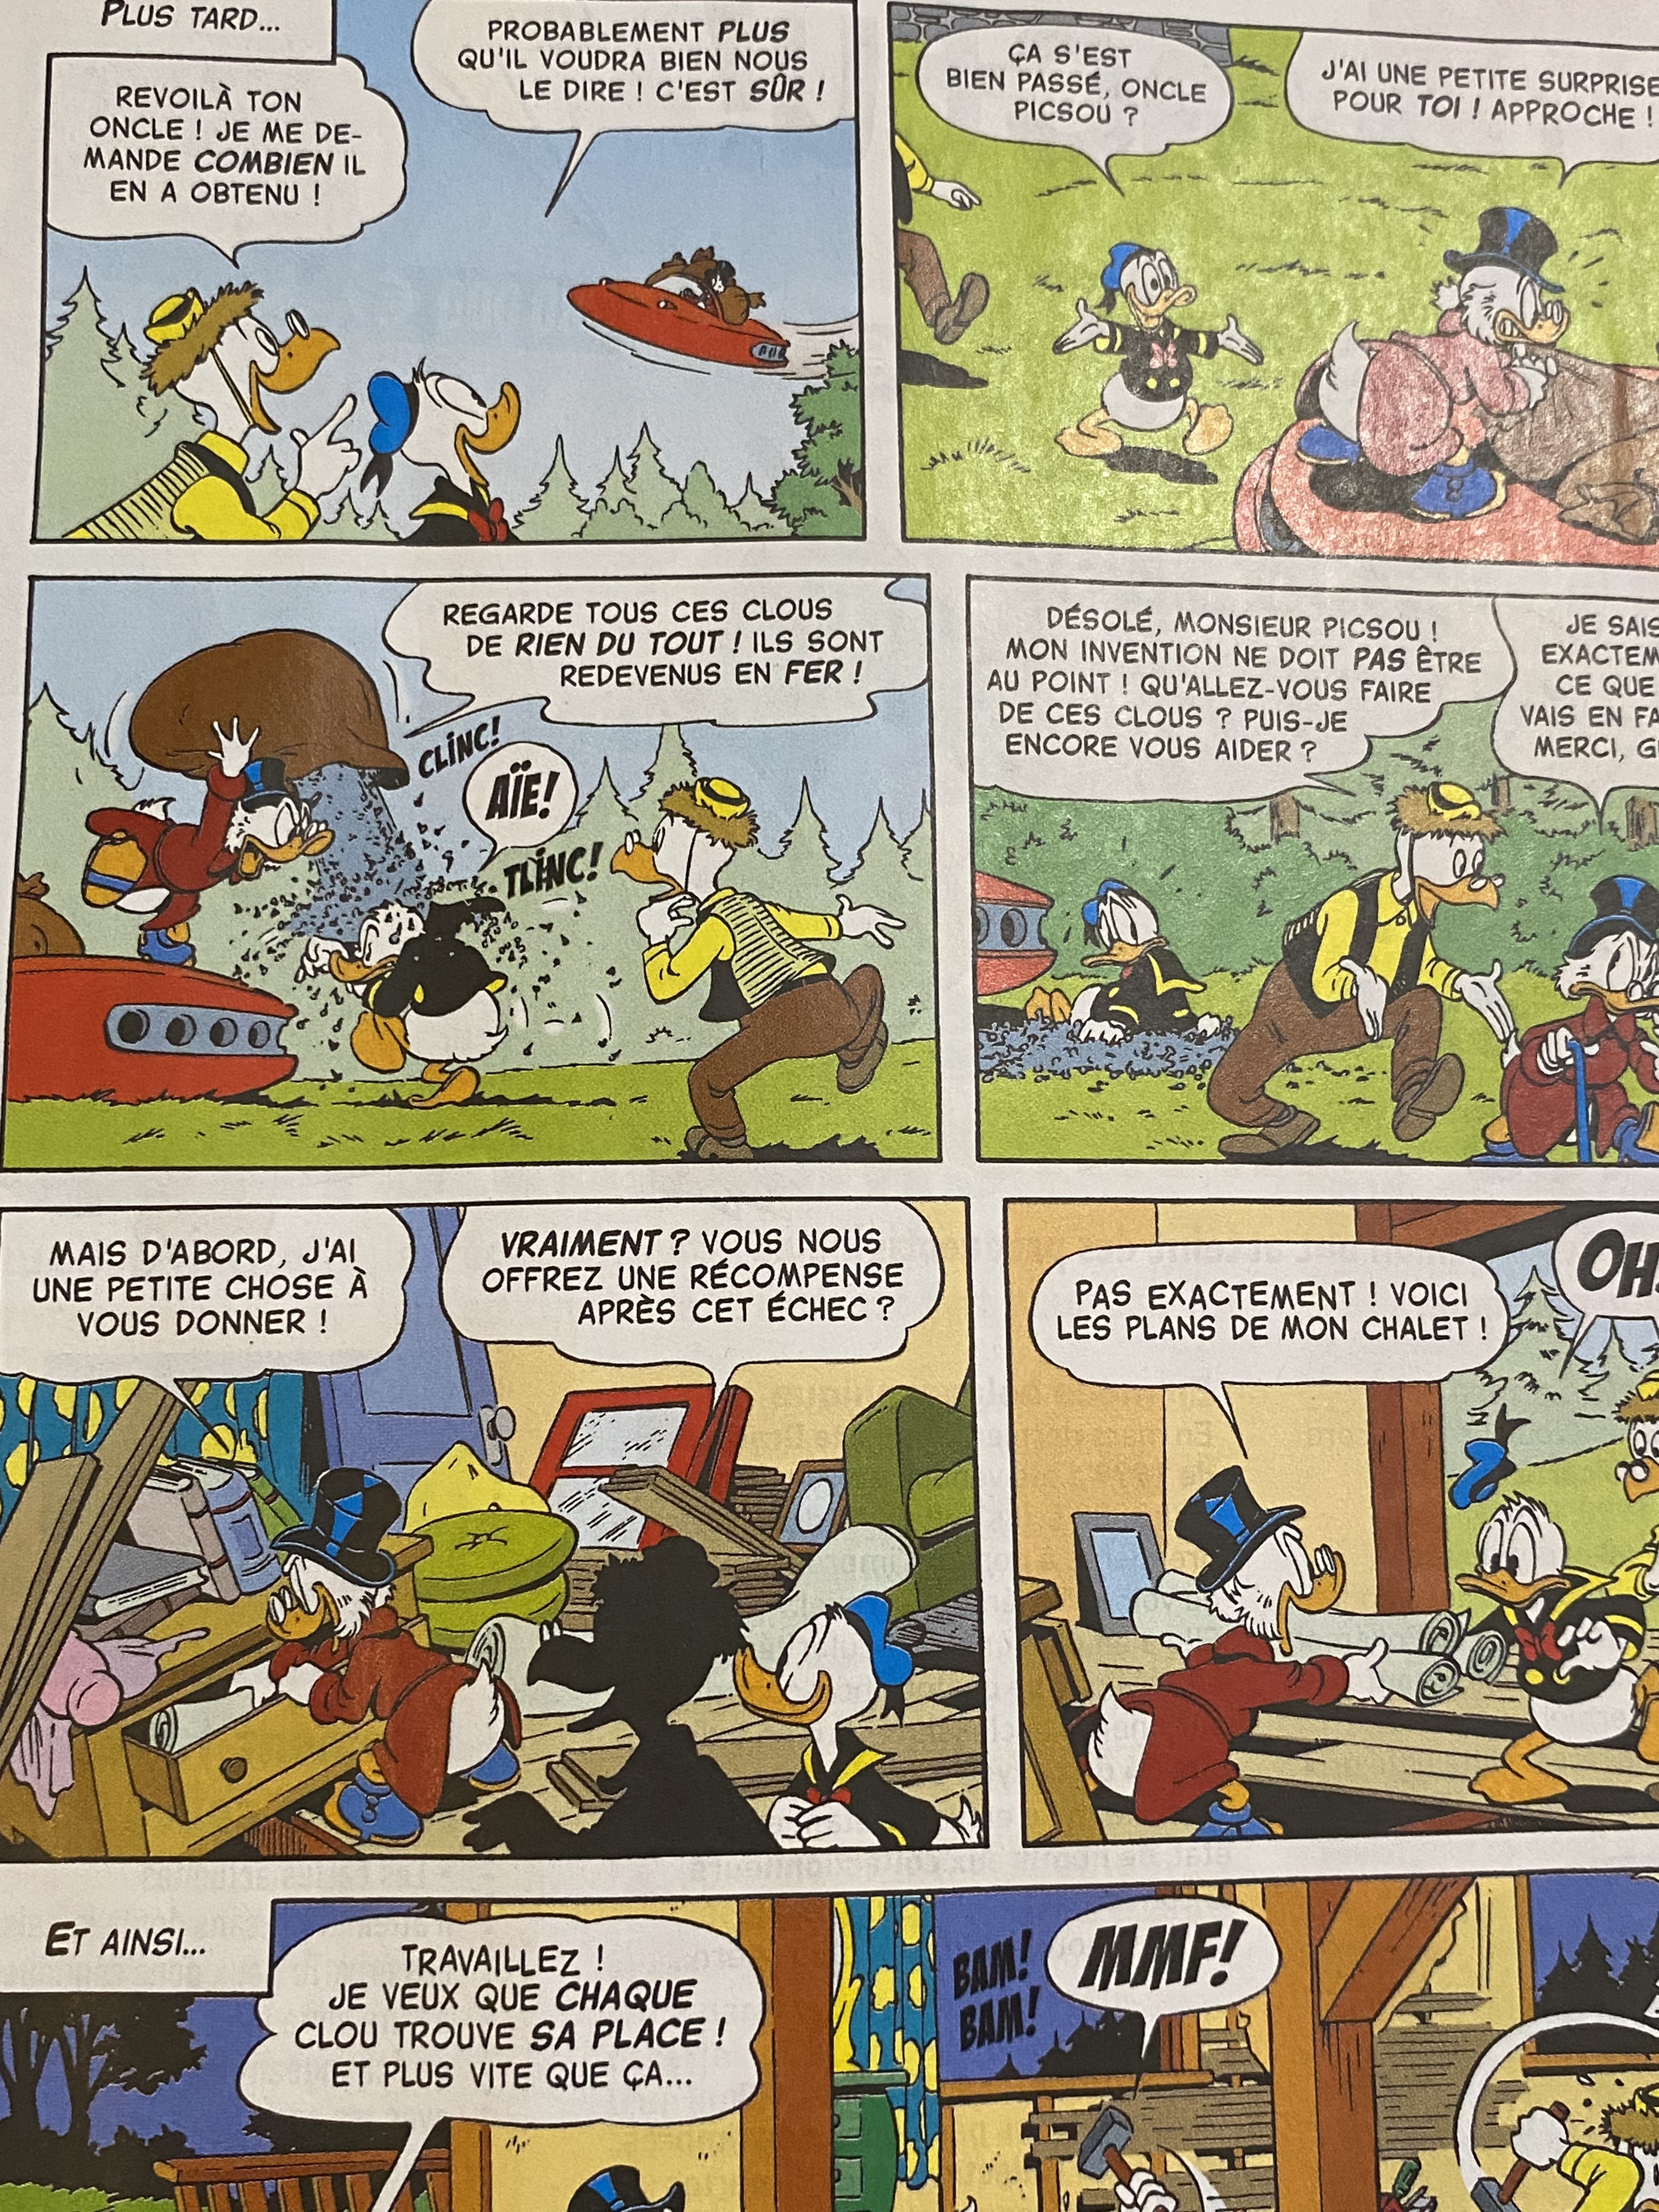 PLUS TARD...
REVOILÀ TON
ONCLE ! JE ME DE-
MANDE COMBIEN IL
EN A OBTENU !
PROBABLEMENT PLUS
QU'IL VOUDRA BIEN NOUS
LE DIRE ! C'EST SÛR !
ÇA S'EST
BIEN PASSÉ, ONCLE
PICSOU ?
J'AI UNE PETITE SURPRISE
POUR TOI ! APPROCHE !
REGARDE TOUS CES CLOUS
DE RIEN DU TOUT ! ILS SONT
REDEVENUS EN FER !
CLINC!
AÏE!
TLINC!
DÉSOLÉ, MONSIEUR PICSOU !
MON INVENTION NE DOIT PAS ÊTRE
AU POINT ! QU'ALLEZ-VOUS FAIRE
DE CES CLOUS ? PUIS-JE
ENCORE VOUS AIDER ?
JE SAIS
EXACTEM
CE QUE
VAIS EN FA
MERCI, G
MAIS D'ABORD, J'AI
UNE PETITE CHOSE À
VOUS DONNER !
VRAIMENT ? VOUS NOUS
OFFREZ UNE RÉCOMPENSE
APRÈS CET ÉCHEC ?
PAS EXACTEMENT ! VOICI
LES PLANS DE MON CHALET !
OH
ET AINSI...
TRAVAILLEZ !
JE VEUX QUE CHAQUE
CLOU TROUVE SA PLACE !
ET PLUS VITE QUE ÇA...
BAM!
BAM!
MMF!